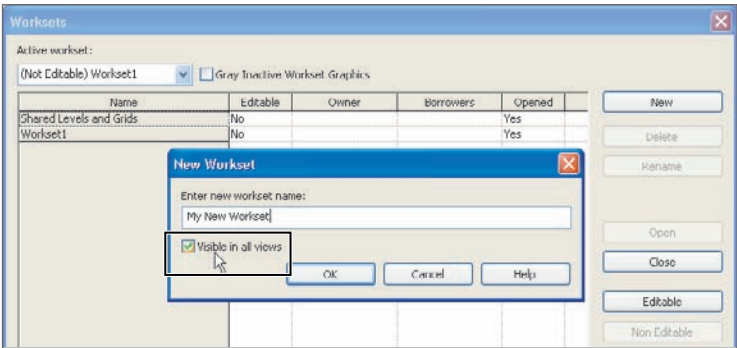 Worksets
Active workset:
(Not Editable) Workset1 Gray Inactive Workset Graphics
Name Editable Owner Borrowers Opened New
Shared Levels and Grids No Yes
Workset1 No Yes Delete
New Workset Rename
Enter new workset name:
My New Workset
Open
Visible in all views
Close
OK Cancel Help
Editable
Non Editable